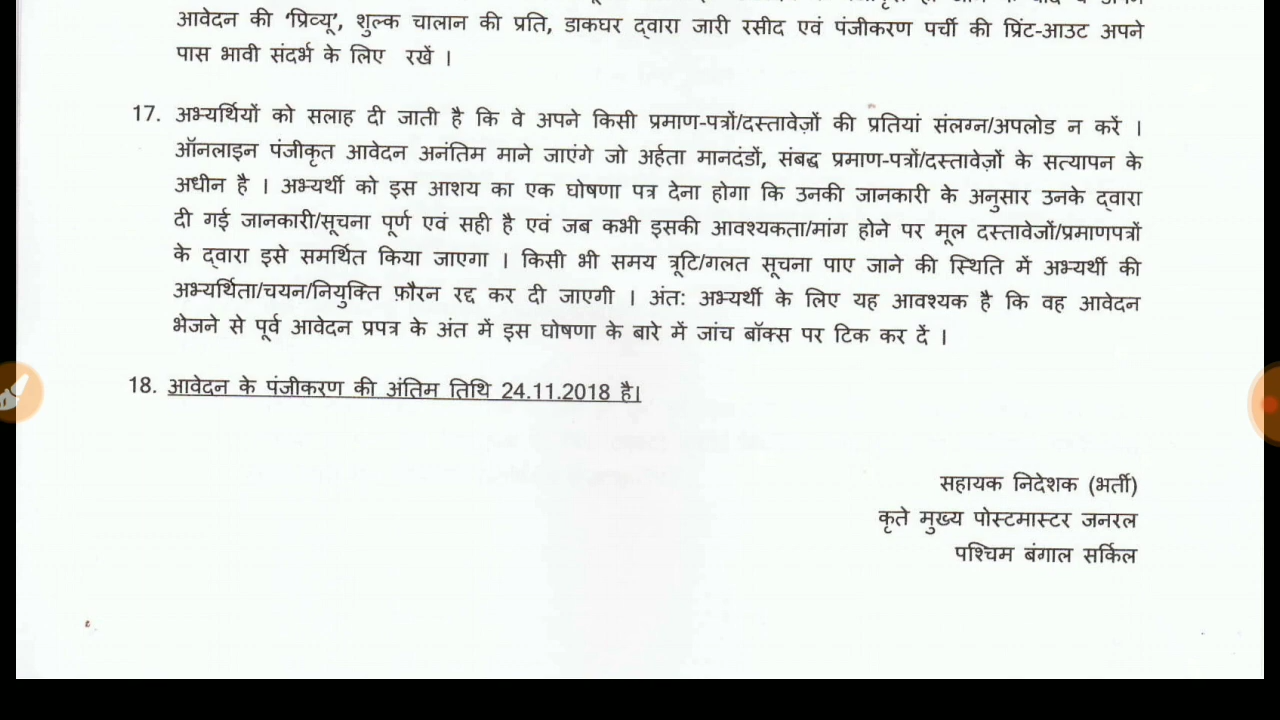 आवेदन की ‘प्रिव्यू’, शुल्क चालान की प्रति, डाकघर द्वारा जारी रसीद एवं पंजीकरण पर्ची की प्रिंट-आउट अपने
पास भावी संदर्भ के लिए रखें ।
17. अभ्यर्थियों को सलाह दी जाती है कि वे अपने किसी प्रमाण-पत्रों/दस्तावेज़ों की प्रतियां संलग्न/अपलोड न करें ।
ऑनलाइन पंजीकृत आवेदन अनंतिम माने जाएंगे जो अर्हता मानदंडों, संबद्ध प्रमाण-पत्रों/दस्तावेज़ों के सत्यापन के
अधीन है । अभ्यर्थी को इस आशय का एक घोषणा पत्र देना होगा कि उनकी जानकारी के अनुसार उनके द्वारा
दी गई जानकारी/सूचना पूर्ण एवं सही है एवं जब कभी इसकी आवश्यकता/मांग होने पर मूल दस्तावेजों/प्रमाणपत्रों
के द्वारा इसे समर्थित किया जाएगा । किसी भी समय त्रूटि/गलत सूचना पाए जाने की स्थिति में अभ्यर्थी की
अभ्यर्थिता/चयन/नियुक्ति फ़ौरन रद्द कर दी जाएगी । अंत: अभ्यर्थी के लिए यह आवश्यक है कि वह आवेदन
भेजने से पूर्व आवेदन प्रपत्र के अंत में इस घोषणा के बारे में जांच बॉक्स पर टिक कर दें ।
18. आवेदन के पंजीकरण की अंतिम तिथि 24.11.2018 है।
सहायक निदेशक (भर्ती)
कृते मुख्य पोस्टमास्टर जनरल
पश्चिम बंगाल सर्किल